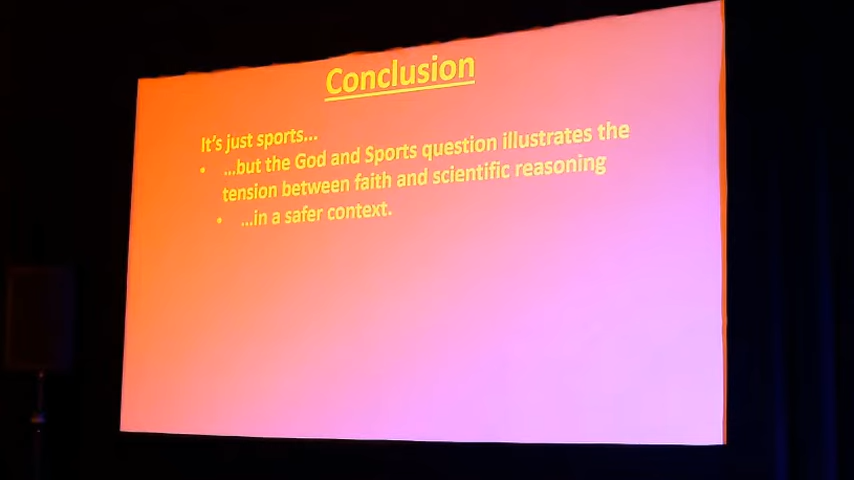 Conclusion
It's just sports...
• ...but the God and Sports question illustrates the
tension between faith and scientific reasoning
• ...in a safer context.